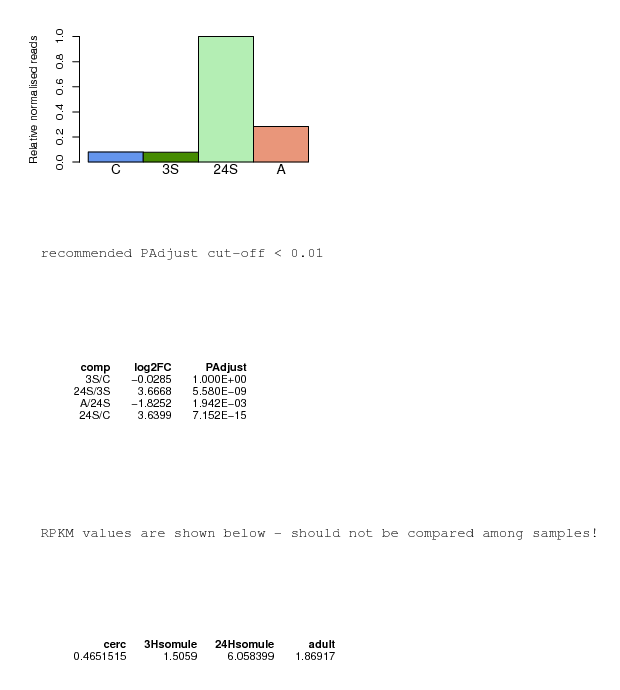 Relative normalised reads
1.0
0.8
0.6
0.4
0.2
0.0
C 3S 24S A
recommended PAdjust cut-off < 0.01
comp log2FC PAdjust
3S/C −0.0285 1.000E+00
24S/3S 3.6668 5.580E−09
A/24S −1.8252 1.942E−03
24S/C 3.6399 7.152E−15
RPKM values are shown below - should not be compared among samples!
cerc 3Hsomule 24Hsomule adult
0.4651515 1.5059 6.058399 1.86917